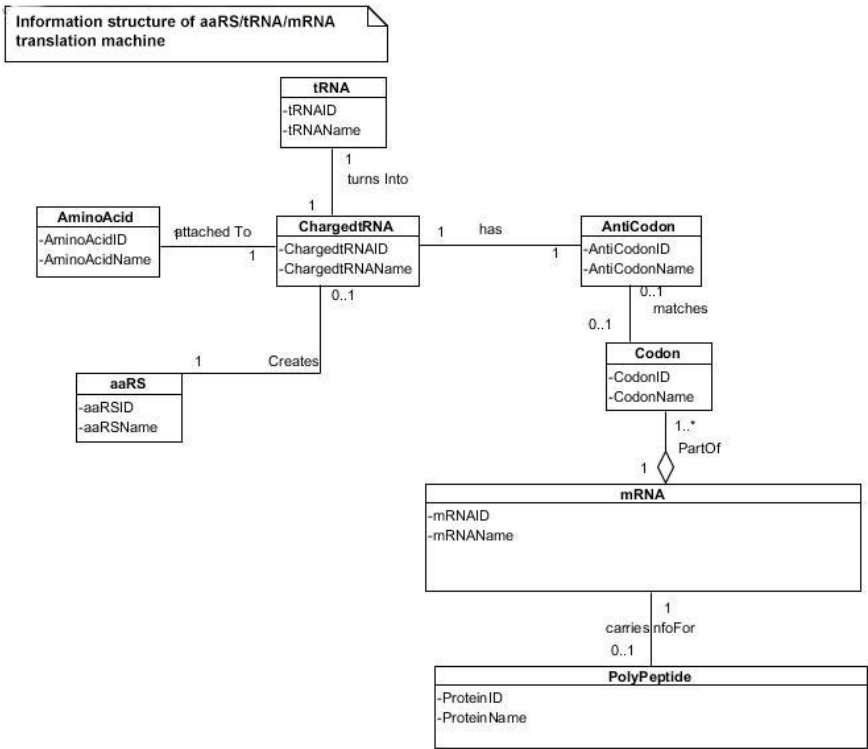 Information structure of aaRS/tRNA/mRNA
translation machine
tRNA
-tRNAID
-tRNAName
1
turns Into
1
AminoAcid
-AminoAcidID
-AminoAcidName
1
attached To
1
ChargedtRNA
-ChargedtRNAID
-ChargedtRNAName
1
has
1
AntiCodon
-AntiCodonID
-AntiCodonName
0..1
matches
0..1
0..1
Creates
1
aaRS
-aaRSID
-aaRSName
Codon
-CodonID
-CodonName
1..*
PartOf
1
mRNA
-mRNAID
-mRNAName
1
carriesInfoFor
0..1
PolyPeptide
-ProteinID
-ProteinName